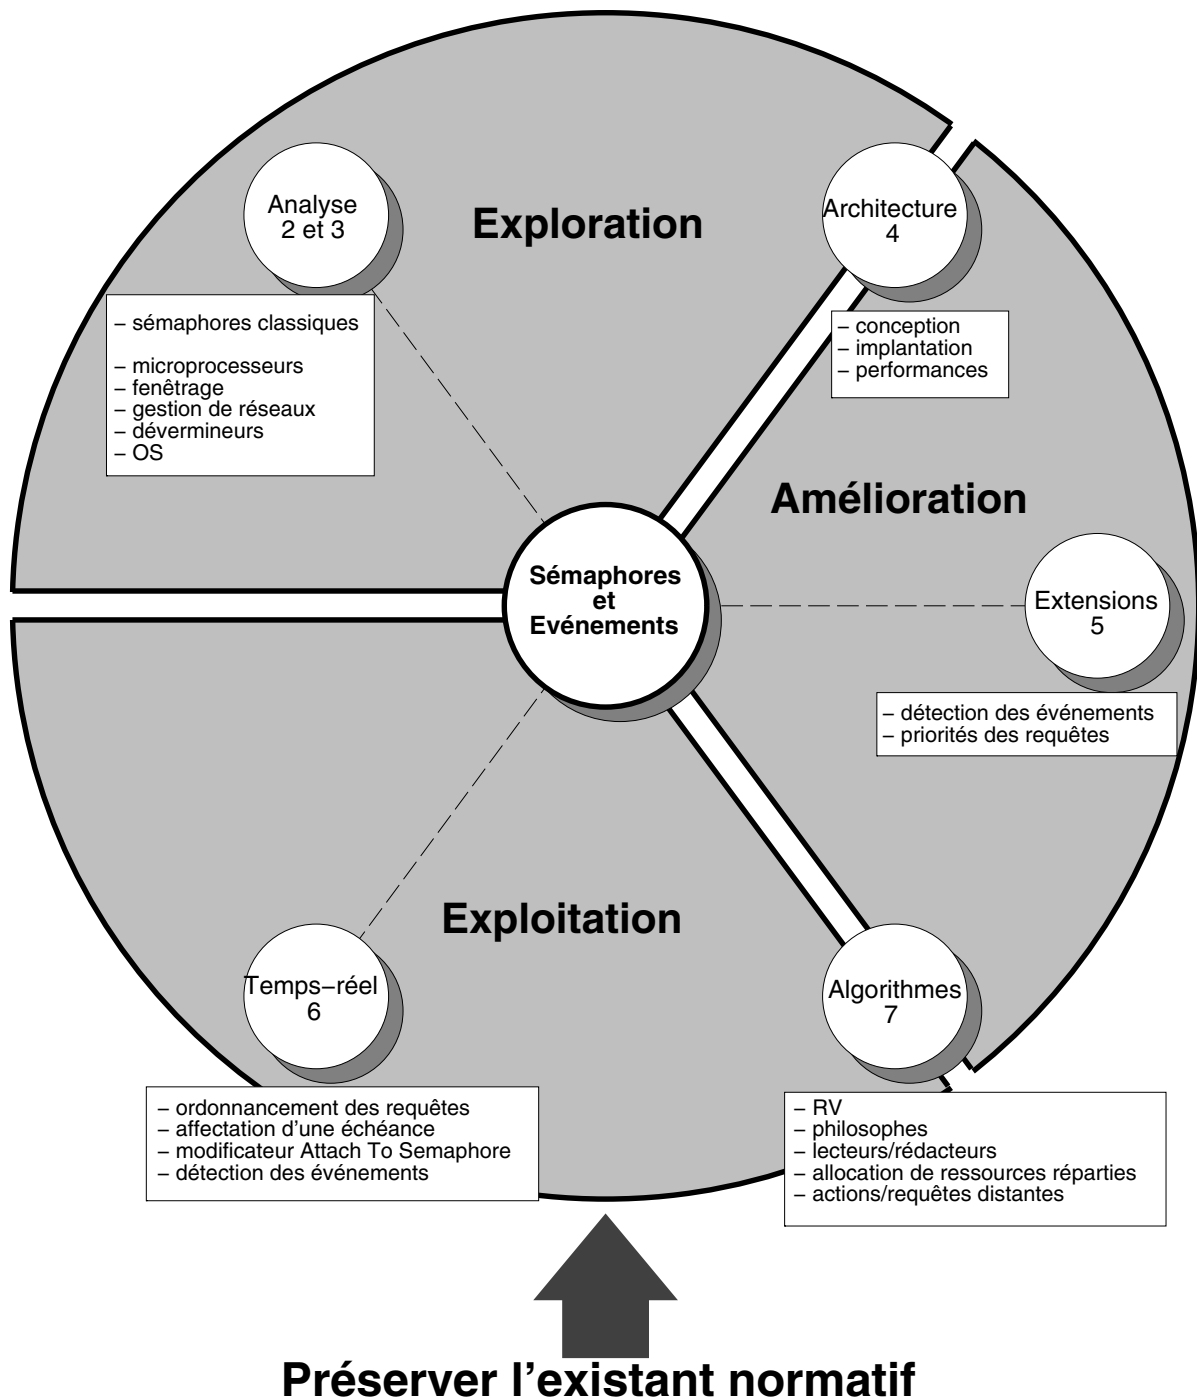 Analyse
2 et 3
Exploration
Architecture
4
– sémaphores classiques
– microprocesseurs
– fenêtrage
– gestion de réseaux
– dévermineurs
– OS
– conception
– implantation
– performances
Amélioration
Sémaphores
et
Evénements
Extensions
5
– détection des événements
– priorités des requêtes
Exploitation
Temps–réel
6
Algorithmes
7
– ordonnancement des requêtes
– affectation d'une échéance
– modificateur Attach To Semaphore
– détection des événements
– RV
– philosophes
– lecteurs/rédacteurs
– allocation de ressources réparties
– actions/requêtes distantes
Préserver l'existant normatif